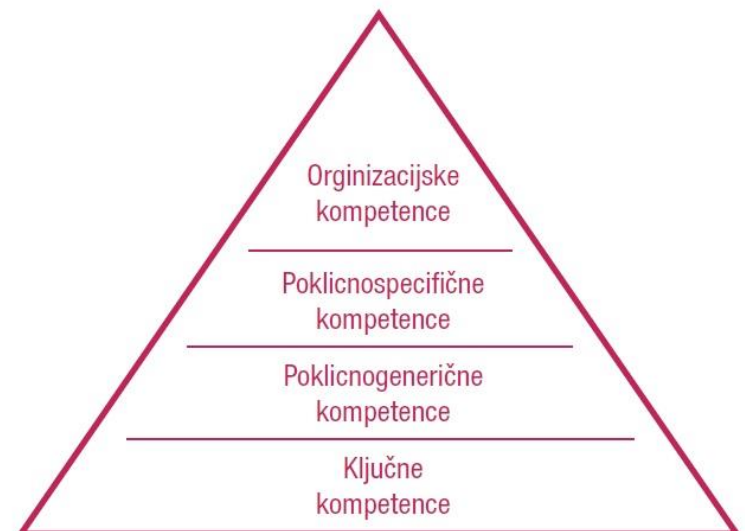 Orginizacijske
kompetence
Poklicnospecifične
kompetence
Poklicnogenerične
kompetence
Ključne
kompetence